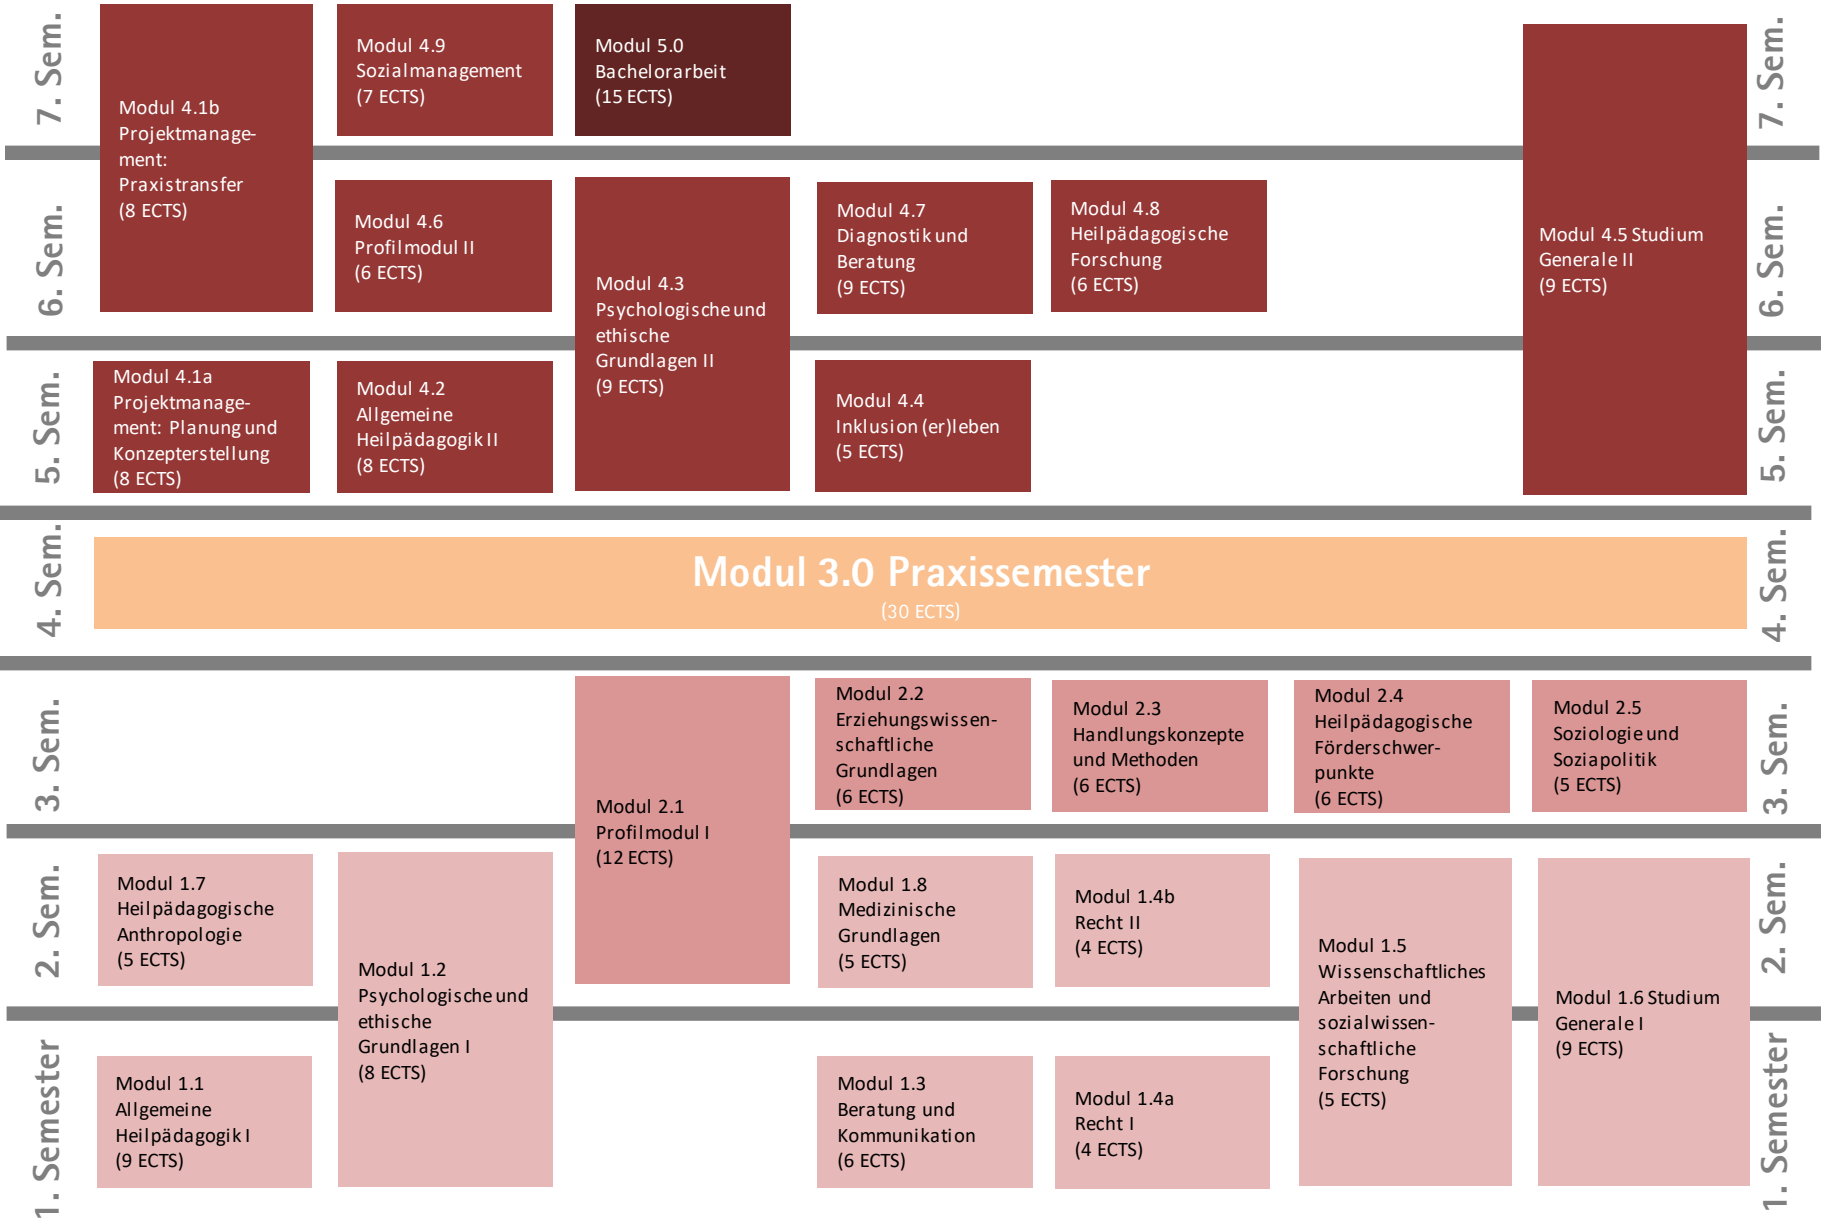 7. Sem.
Modul 4.1b
Projektmanage-
ment:
Praxistransfer
(8 ECTS)
Modul 4.9
Sozialmanagement
(7 ECTS)
Modul 5.0
Bachelorarbeit
(15 ECTS)
7. Sem.
6. Sem.
Modul 4.6
Profilmodul II
(6 ECTS)
Modul 4.3
Psychologische und
ethische
Grundlagen II
(9 ECTS)
Modul 4.7
Diagnostik und
Beratung
(9 ECTS)
Modul 4.8
Heilpädagogische
Forschung
(6 ECTS)
Modul 4.5 Studium
Generale II
(9 ECTS)
6. Sem.
5. Sem.
Modul 4.1a
Projektmanage-
ment: Planung und
Konzepterstellung
(8 ECTS)
Modul 4.2
Allgemeine
Heilpädagogik II
(8 ECTS)
Modul 4.4
Inklusion (er)leben
(5 ECTS)
5. Sem.
4. Sem.
Modul 3.0 Praxissemester
(30 ECTS)
4. Sem.
3. Sem.
Modul 2.1
Profilmodul I
(12 ECTS)
Modul 2.2
Erziehungswissen-
schaftliche
Grundlagen
(6 ECTS)
Modul 2.3
Handlungskonzepte
und Methoden
(6 ECTS)
Modul 2.4
Heilpädagogische
Förderschwer-
punkte
(6 ECTS)
Modul 2.5
Soziologie und
Soziapolitik
(5 ECTS)
3. Sem.
2. Sem.
Modul 1.7
Heilpädagogische
Anthropologie
(5 ECTS)
Modul 1.2
Psychologische und
ethische
Grundlagen I
(8 ECTS)
Modul 1.8
Medizinische
Grundlagen
(5 ECTS)
Modul 1.4b
Recht II
(4 ECTS)
Modul 1.5
Wissenschaftliches
Arbeiten und
sozialwissen-
schaftliche
Forschung
(5 ECTS)
Modul 1.6 Studium
Generale I
(9 ECTS)
2. Sem.
1. Semester
Modul 1.1
Allgemeine
Heilpädagogik I
(9 ECTS)
Modul 1.3
Beratung und
Kommunikation
(6 ECTS)
Modul 1.4a
Recht I
(4 ECTS)
1. Semester